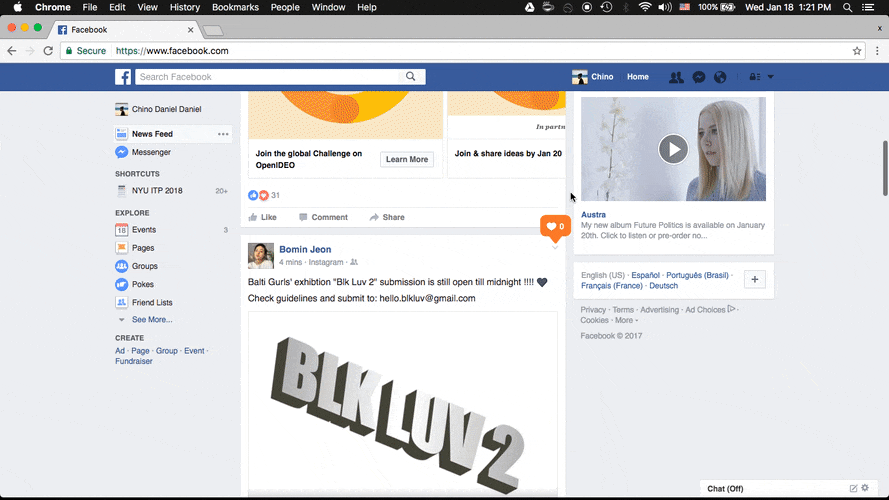 Chrome File Edit View History Bookmarks People Window Help 100% Wed Jan 18 1:21 PM
Facebook
Secure https://www.facebook.com
Search Facebook
Chino Home
Chino Daniel Daniel
News Feed
Messenger
SHORTCUTS
NYU ITP 2018 20+
EXPLORE
Events 3
18
Pages
Groups
Pokes
Friend Lists
See More...
CREATE
Ad · Page · Group · Event ·
Fundraiser
In partn
Join the global Challenge on
OpenIDEO
Learn More
Join & share ideas by Jan 20
31
Like Comment Share
0
Bomin Jeon
4 mins · Instagram ·
Balti Gurls' exhibtion "Blk Luv 2" submission is still open till midnight !!!! 🖤
Check guidelines and submit to: hello.blkluv@gmail.com
BLK LUV 2
Austra
My new album Future Politics is available on January
20th. Click to listen or pre-order no...
English (US) · Español · Português (Brasil) ·
Français (France) · Deutsch
+
Privacy · Terms · Advertising · Ad Choices ·
Cookies · More
Facebook © 2017
Chat (Off)